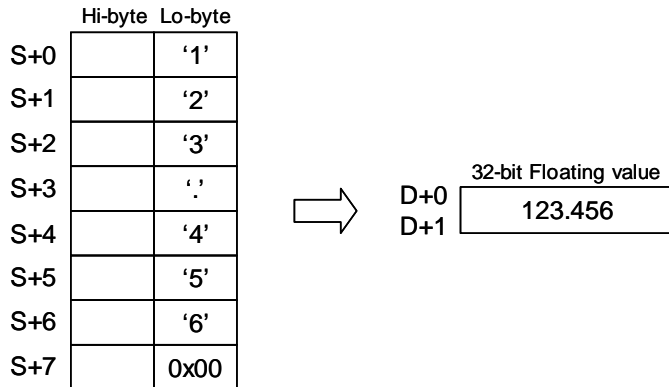 Hi-byte Lo-byte
S+0 ‘1’
S+1 ‘2’
S+2 ‘3’
S+3 ‘.’
S+4 ‘4’
S+5 ‘5’
S+6 ‘6’
S+7 0x00
32-bit Floating value
D+0
D+1
123.456